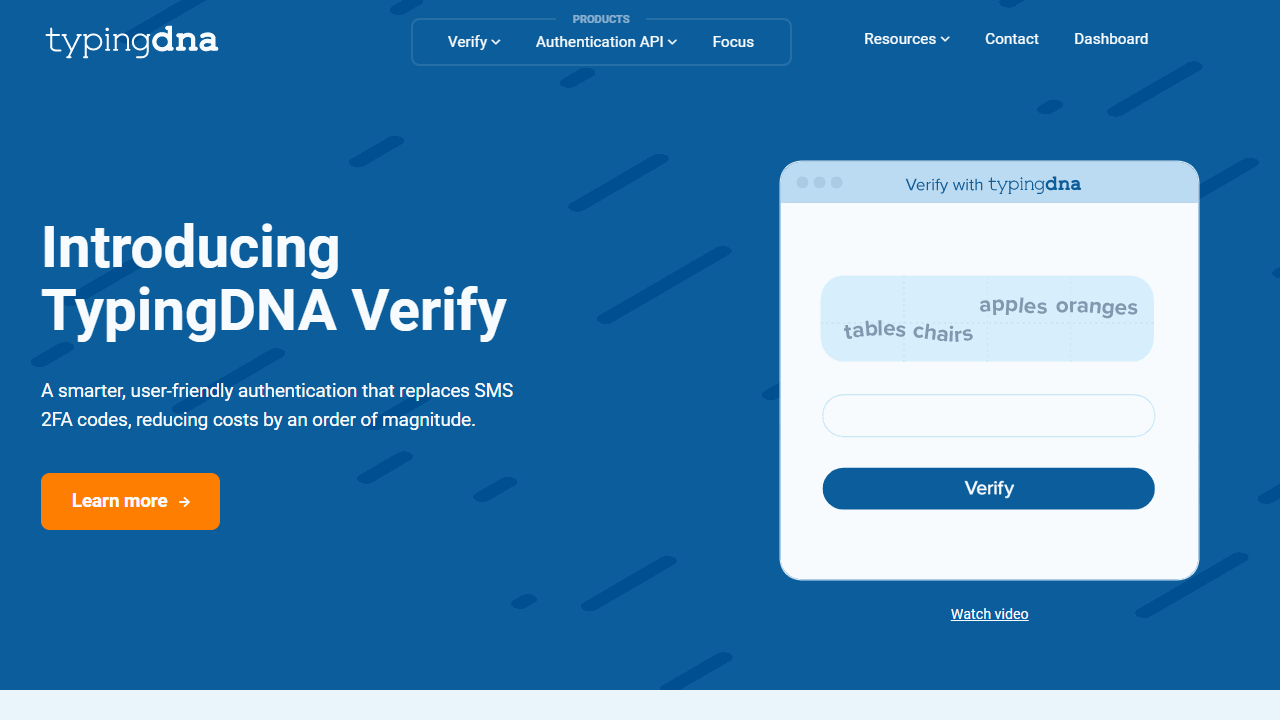 typingdna
PRODUCTS
Verify
Authentication API
Focus
Resources
Contact
Dashboard
Introducing
TypingDNA Verify
A smarter, user-friendly authentication that replaces SMS
2FA codes, reducing costs by an order of magnitude.
Learn more →
Verify with typingdna
tables chairs apples oranges
Verify
Watch video